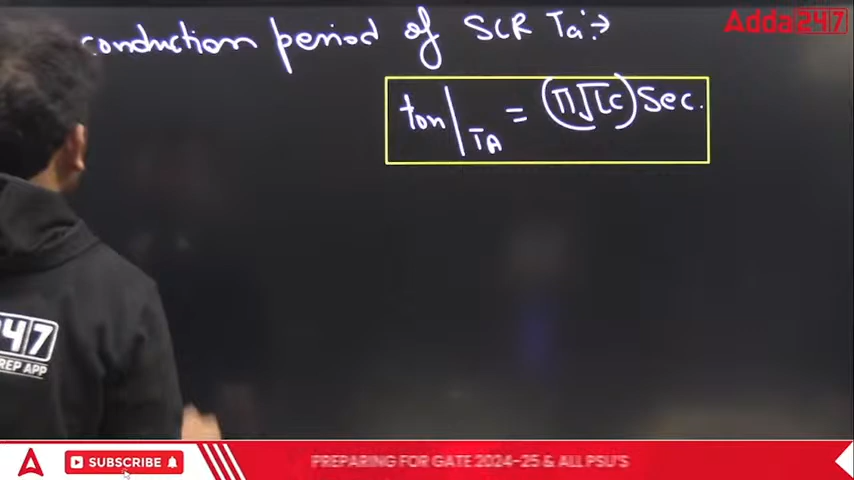 conduction period of SCR Ta:→
Adda247
ton|TA = (π√LC) Sec.
247
REP APP
SUBSCRIBE
PREPARING FOR GATE 2024-25 & ALL PSU'S